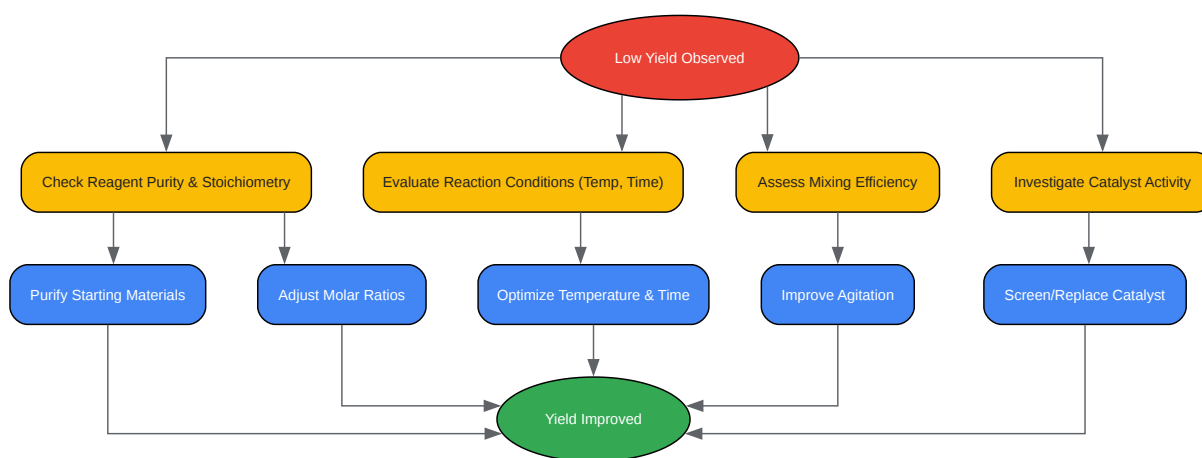 Low Yield Observed
Check Reagent Purity & Stoichiometry
Evaluate Reaction Conditions (Temp, Time)
Assess Mixing Efficiency
Investigate Catalyst Activity
Purify Starting Materials
Adjust Molar Ratios
Optimize Temperature & Time
Improve Agitation
Screen/Replace Catalyst
Yield Improved